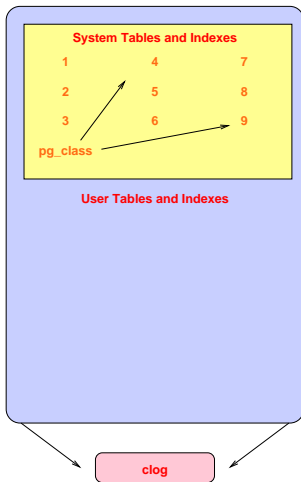 System Tables and Indexes
1 4 7
2 5 8
3 6 9
pg_class
User Tables and Indexes
clog